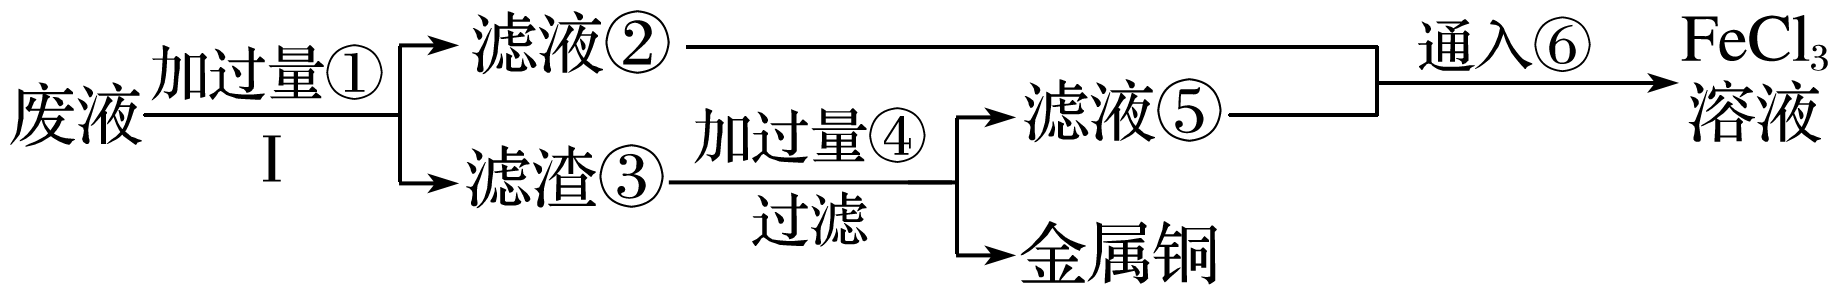 废液
加过量①
Ⅰ
滤液②
滤渣③
加过量④
过滤
滤液⑤
金属铜
通入⑥
FeCl₃
溶液